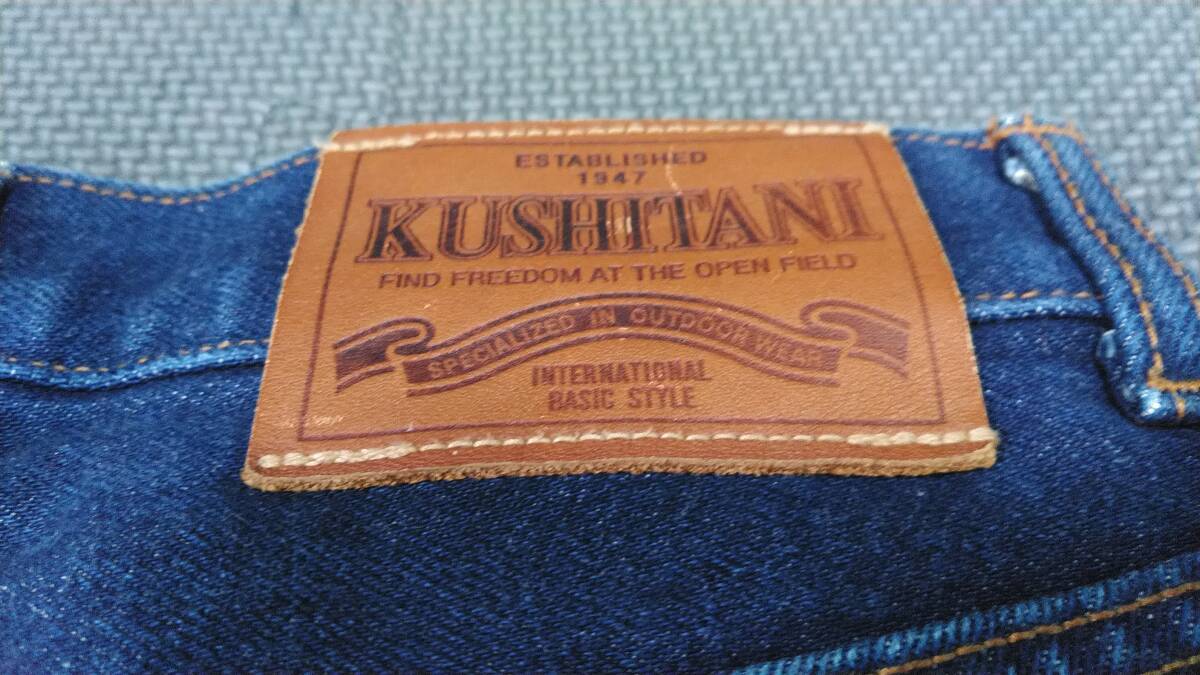 ESTABLISHED
1947
KUSHITANI
FIND FREEDOM AT THE OPEN FIELD
SPECIALIZED IN OUTDOOR WEAR
INTERNATIONAL
BASIC STYLE